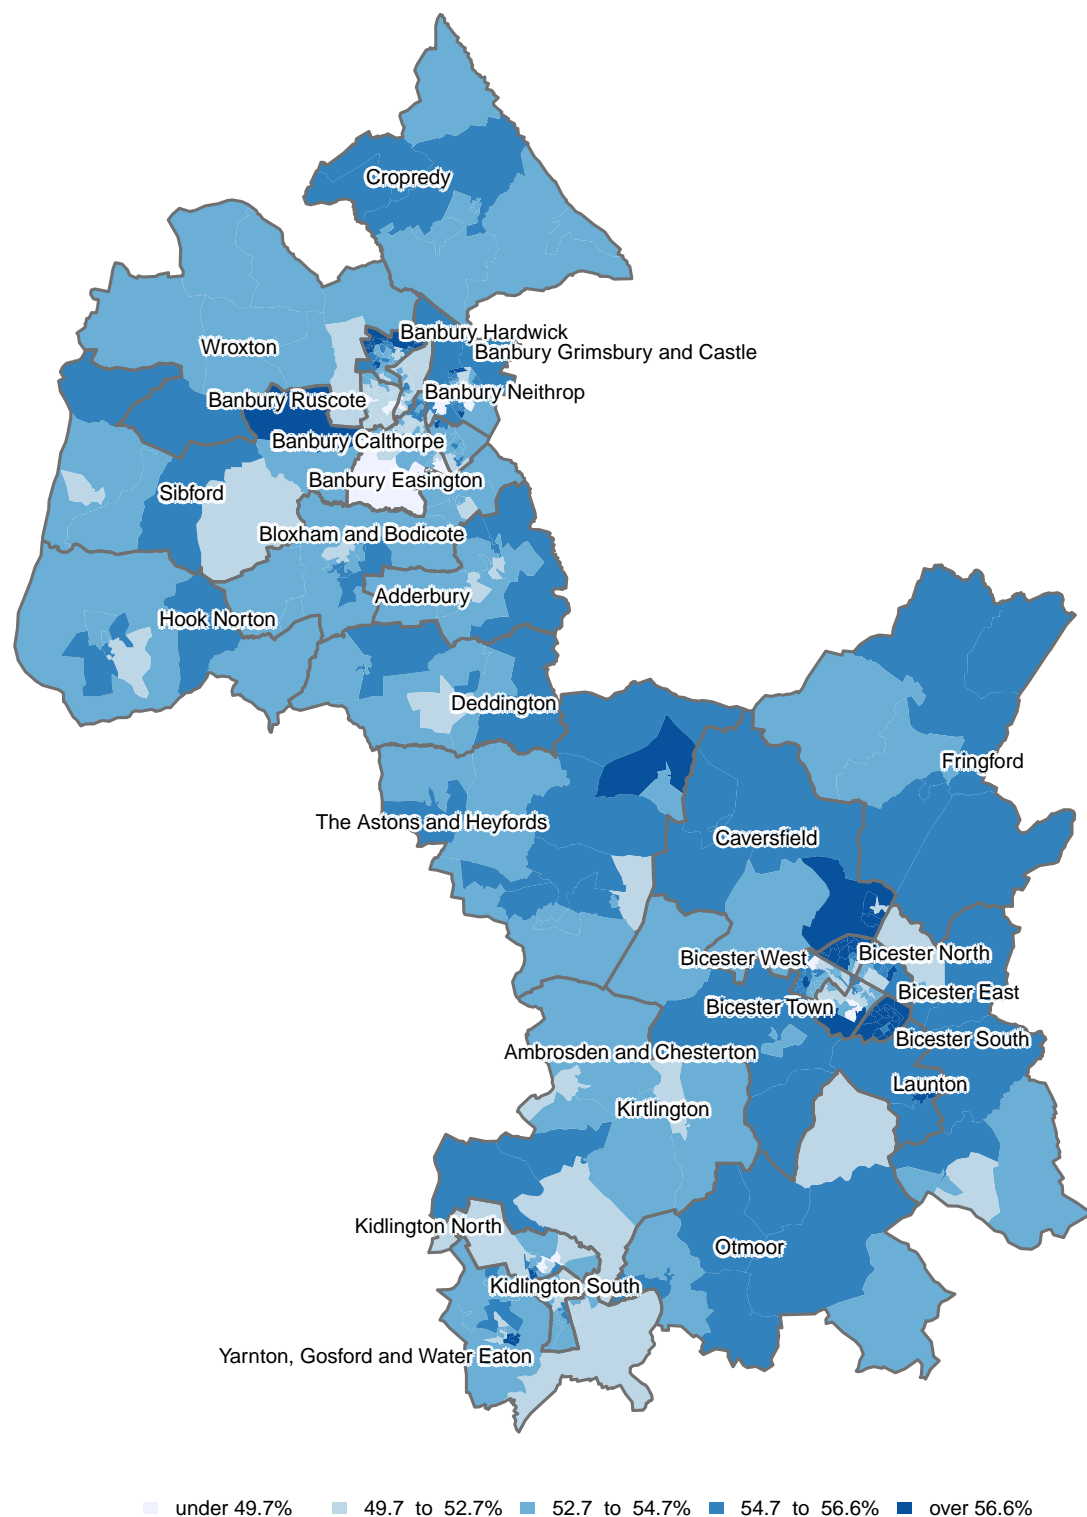 Cropredy
Banbury Hardwick
Wroxton
Banbury Grimsbury and Castle
Banbury Ruscote
Banbury Neithrop
Banbury Calthorpe
Banbury Easington
Sibford
Bloxham and Bodicote
Adderbury
Hook Norton
Deddington
Fringford
The Astons and Heyfords
Caversfield
Bicester West
Bicester North
Bicester East
Bicester Town
Bicester South
Ambrosden and Chesterton
Launton
Kirtlington
Kidlington North
Otmoor
Kidlington South
Yarnton, Gosford and Water Eaton
under 49.7% 49.7 to 52.7% 52.7 to 54.7% 54.7 to 56.6% over 56.6%